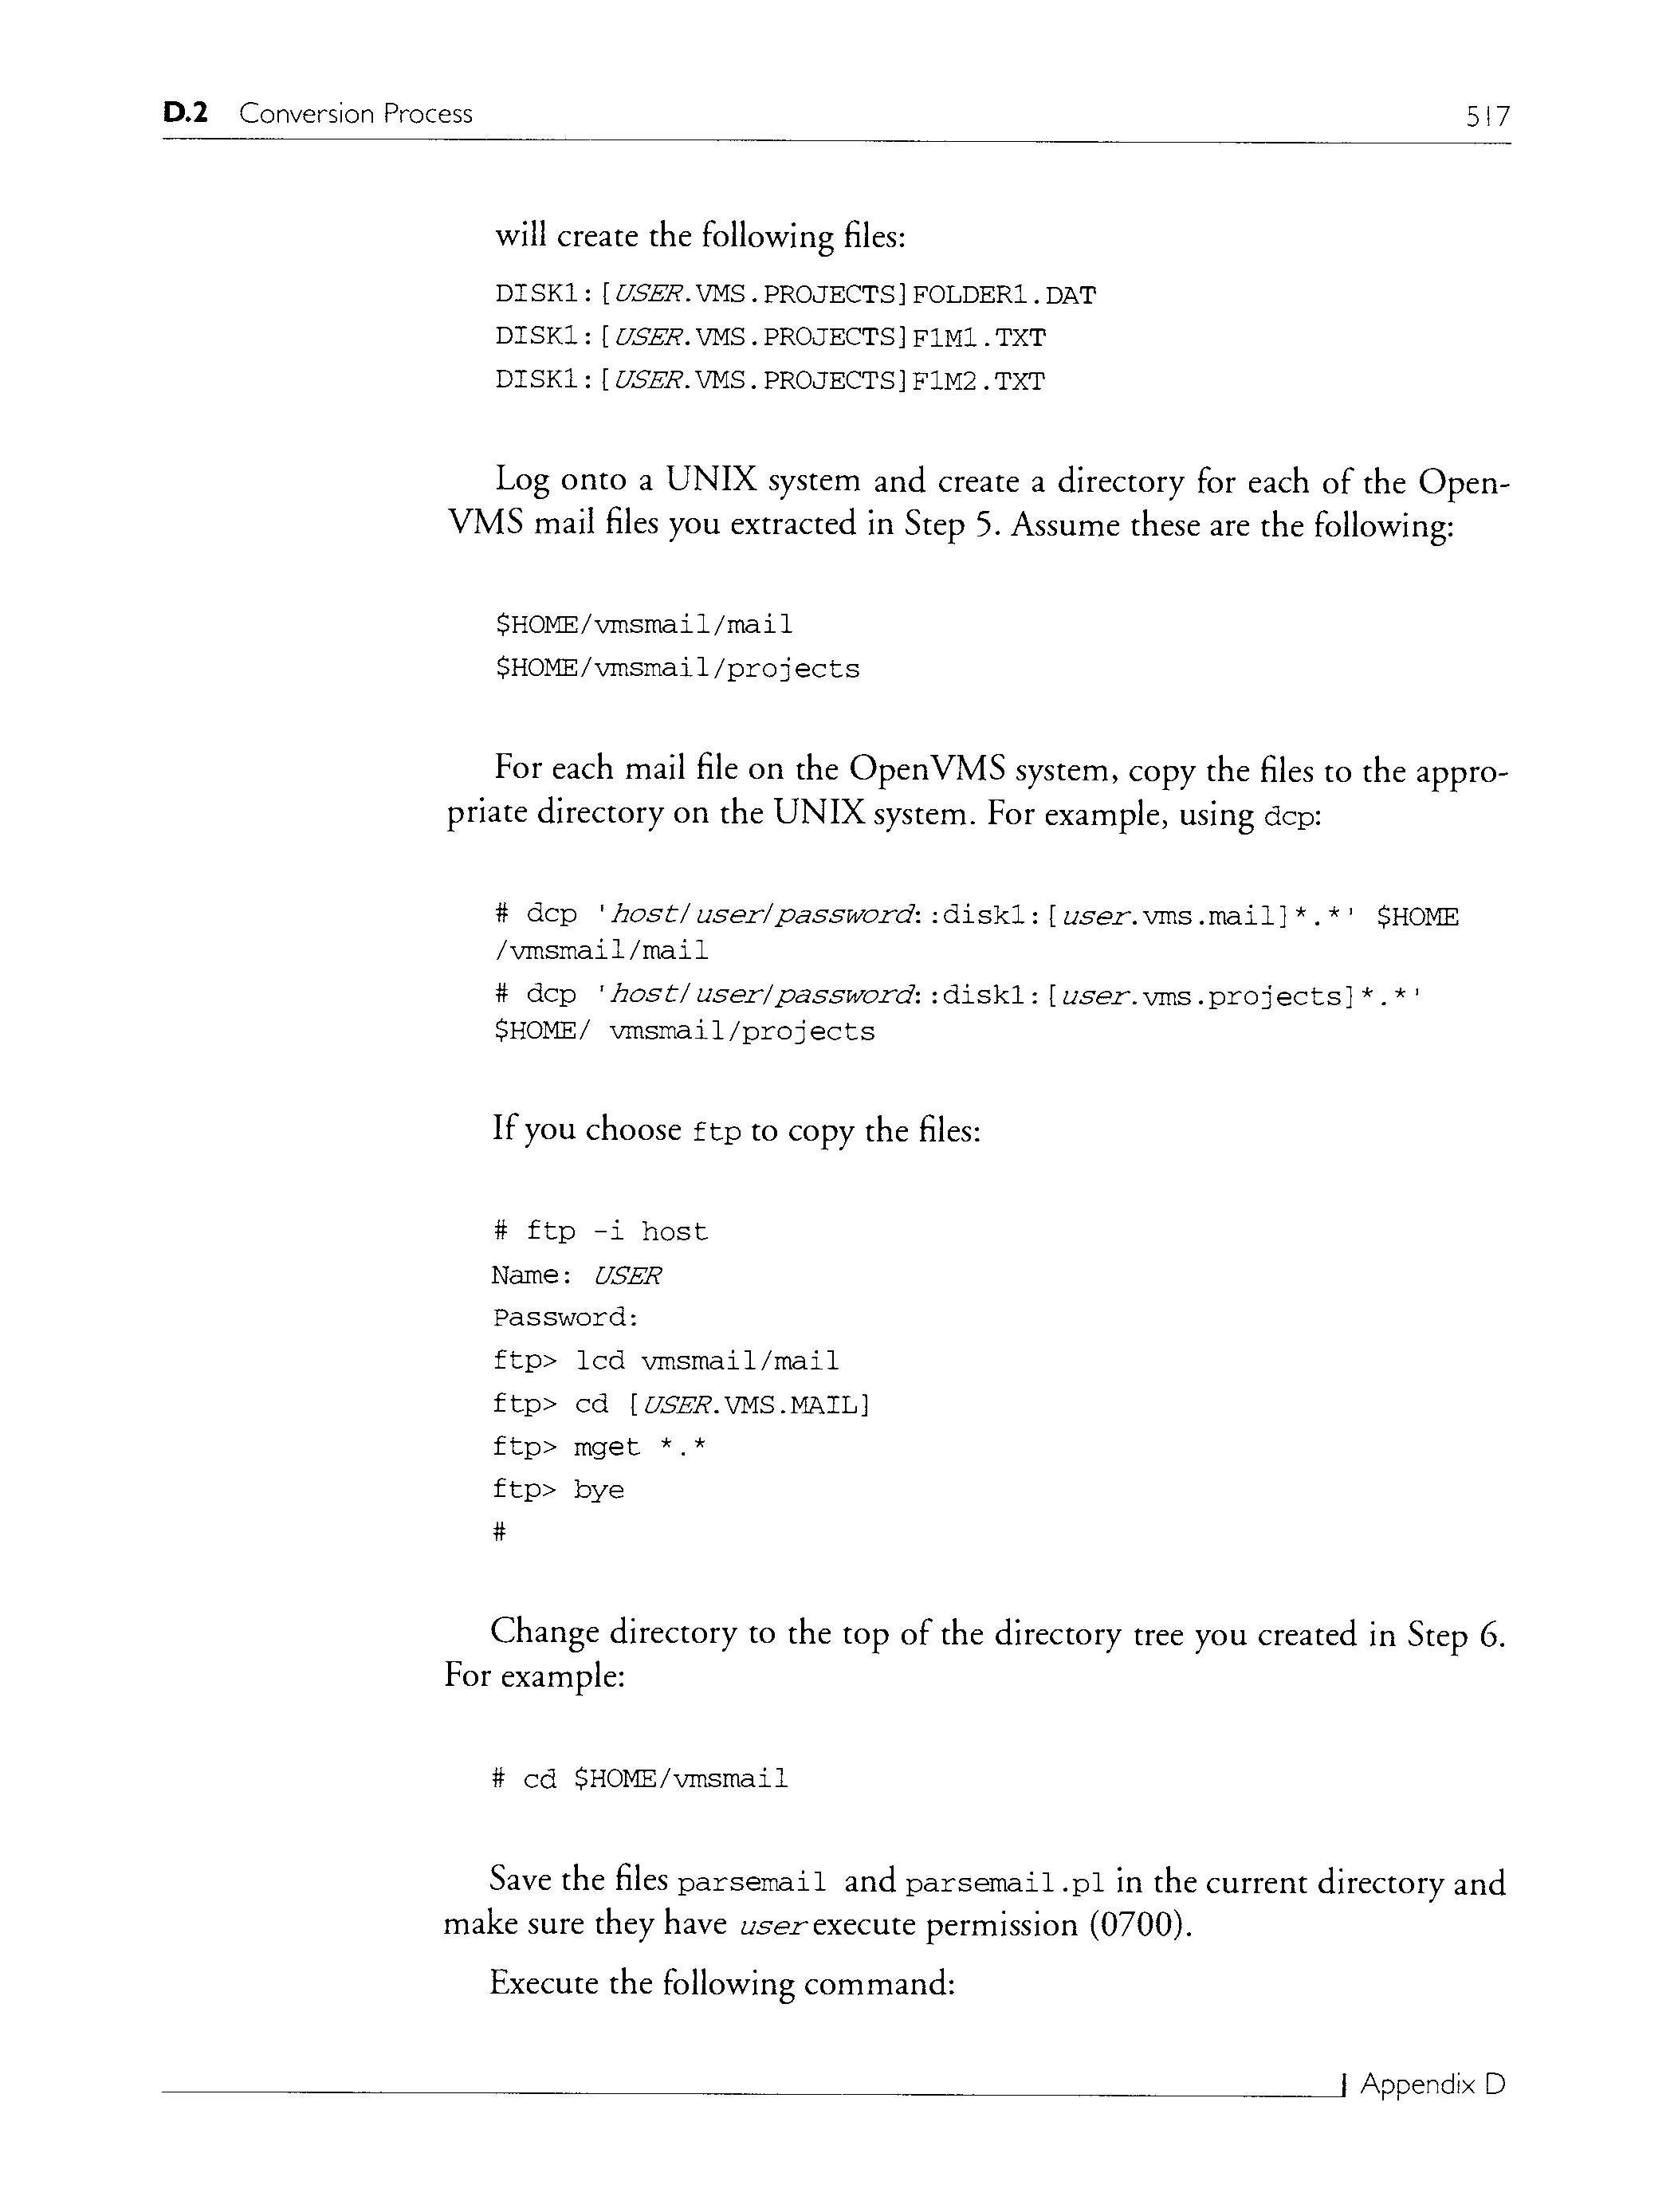 D.2 Conversion Process 517
will create the following files:
DISK1:[USER.VMS.PROJECTS]FOLDER1.DAT
DISK1:[USER.VMS.PROJECTS]F1M1.TXT
DISK1:[USER.VMS.PROJECTS]F1M2.TXT
Log onto a UNIX system and create a directory for each of the Open-
VMS mail files you extracted in Step 5. Assume these are the following:
$HOME/vmsmail/mail
$HOME/vmsmail/projects
For each mail file on the OpenVMS system, copy the files to the appro-
priate directory on the UNIX system. For example, using dcp:
# dcp 'host/user/password::disk1:[user.vms.mail]*.*' $HOME
/vmsmail/mail
# dcp 'host/user/password::disk1:[user.vms.projects]*.*'
$HOME/ vmsmail/projects
If you choose ftp to copy the files:
# ftp -i host
Name: USER
Password:
ftp> lcd vmsmail/mail
ftp> cd [USER.VMS.MAIL]
ftp> mget *.*
ftp> bye
#
Change directory to the top of the directory tree you created in Step 6.
For example:
# cd $HOME/vmsmail
Save the files parsemail and parsemail.pl in the current directory and
make sure they have user execute permission (0700).
Execute the following command:
Appendix D